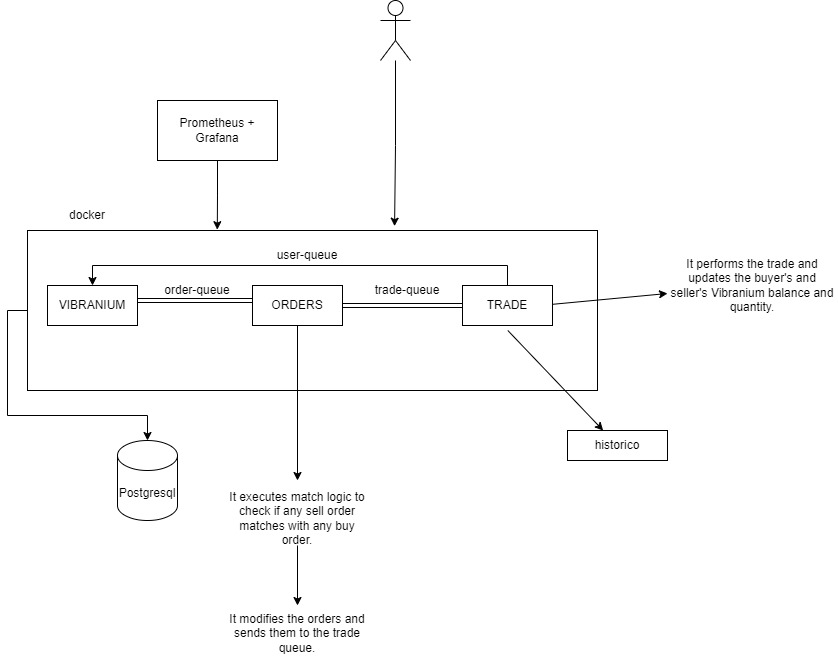 Prometheus +
Grafana
docker
user-queue
order-queue
trade-queue
VIBRANIUM
ORDERS
TRADE
It performs the trade and
updates the buyer's and
seller's Vibranium balance and
quantity.
historico
Postgresql
It executes match logic to
check if any sell order
matches with any buy
order.
It modifies the orders and
sends them to the trade
queue.